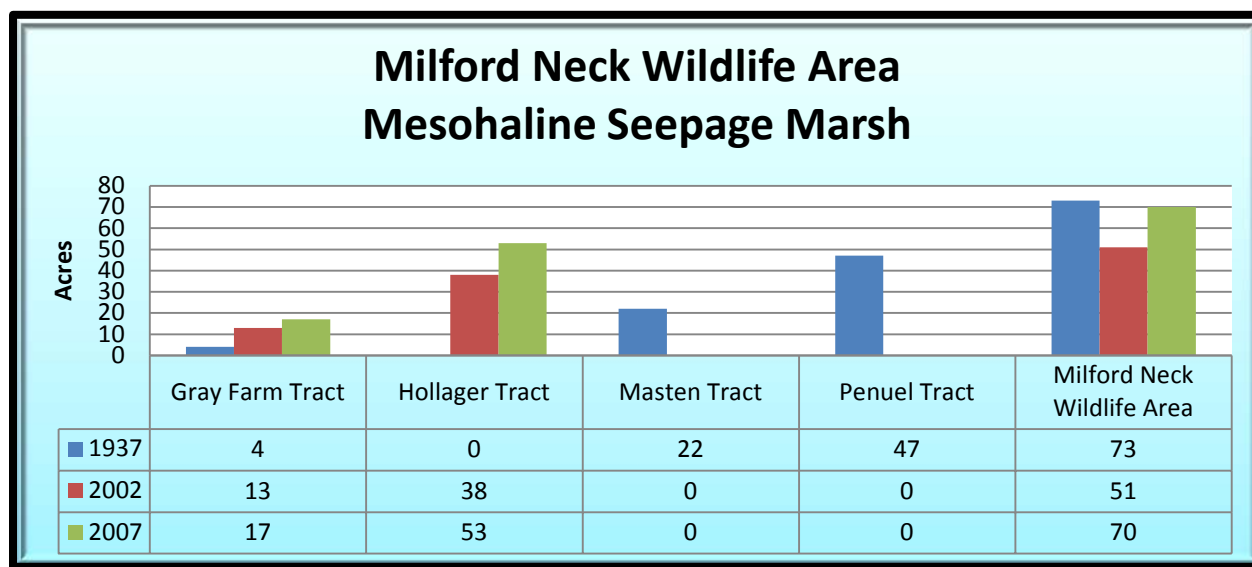 Milford Neck Wildlife Area
Mesohaline Seepage Marsh
Acres
80
70
60
50
40
30
20
10
0
Gray Farm Tract Hollager Tract Masten Tract Penuel Tract Milford Neck
Wildlife Area
1937 4 0 22 47 73
2002 13 38 0 0 51
2007 17 53 0 0 70